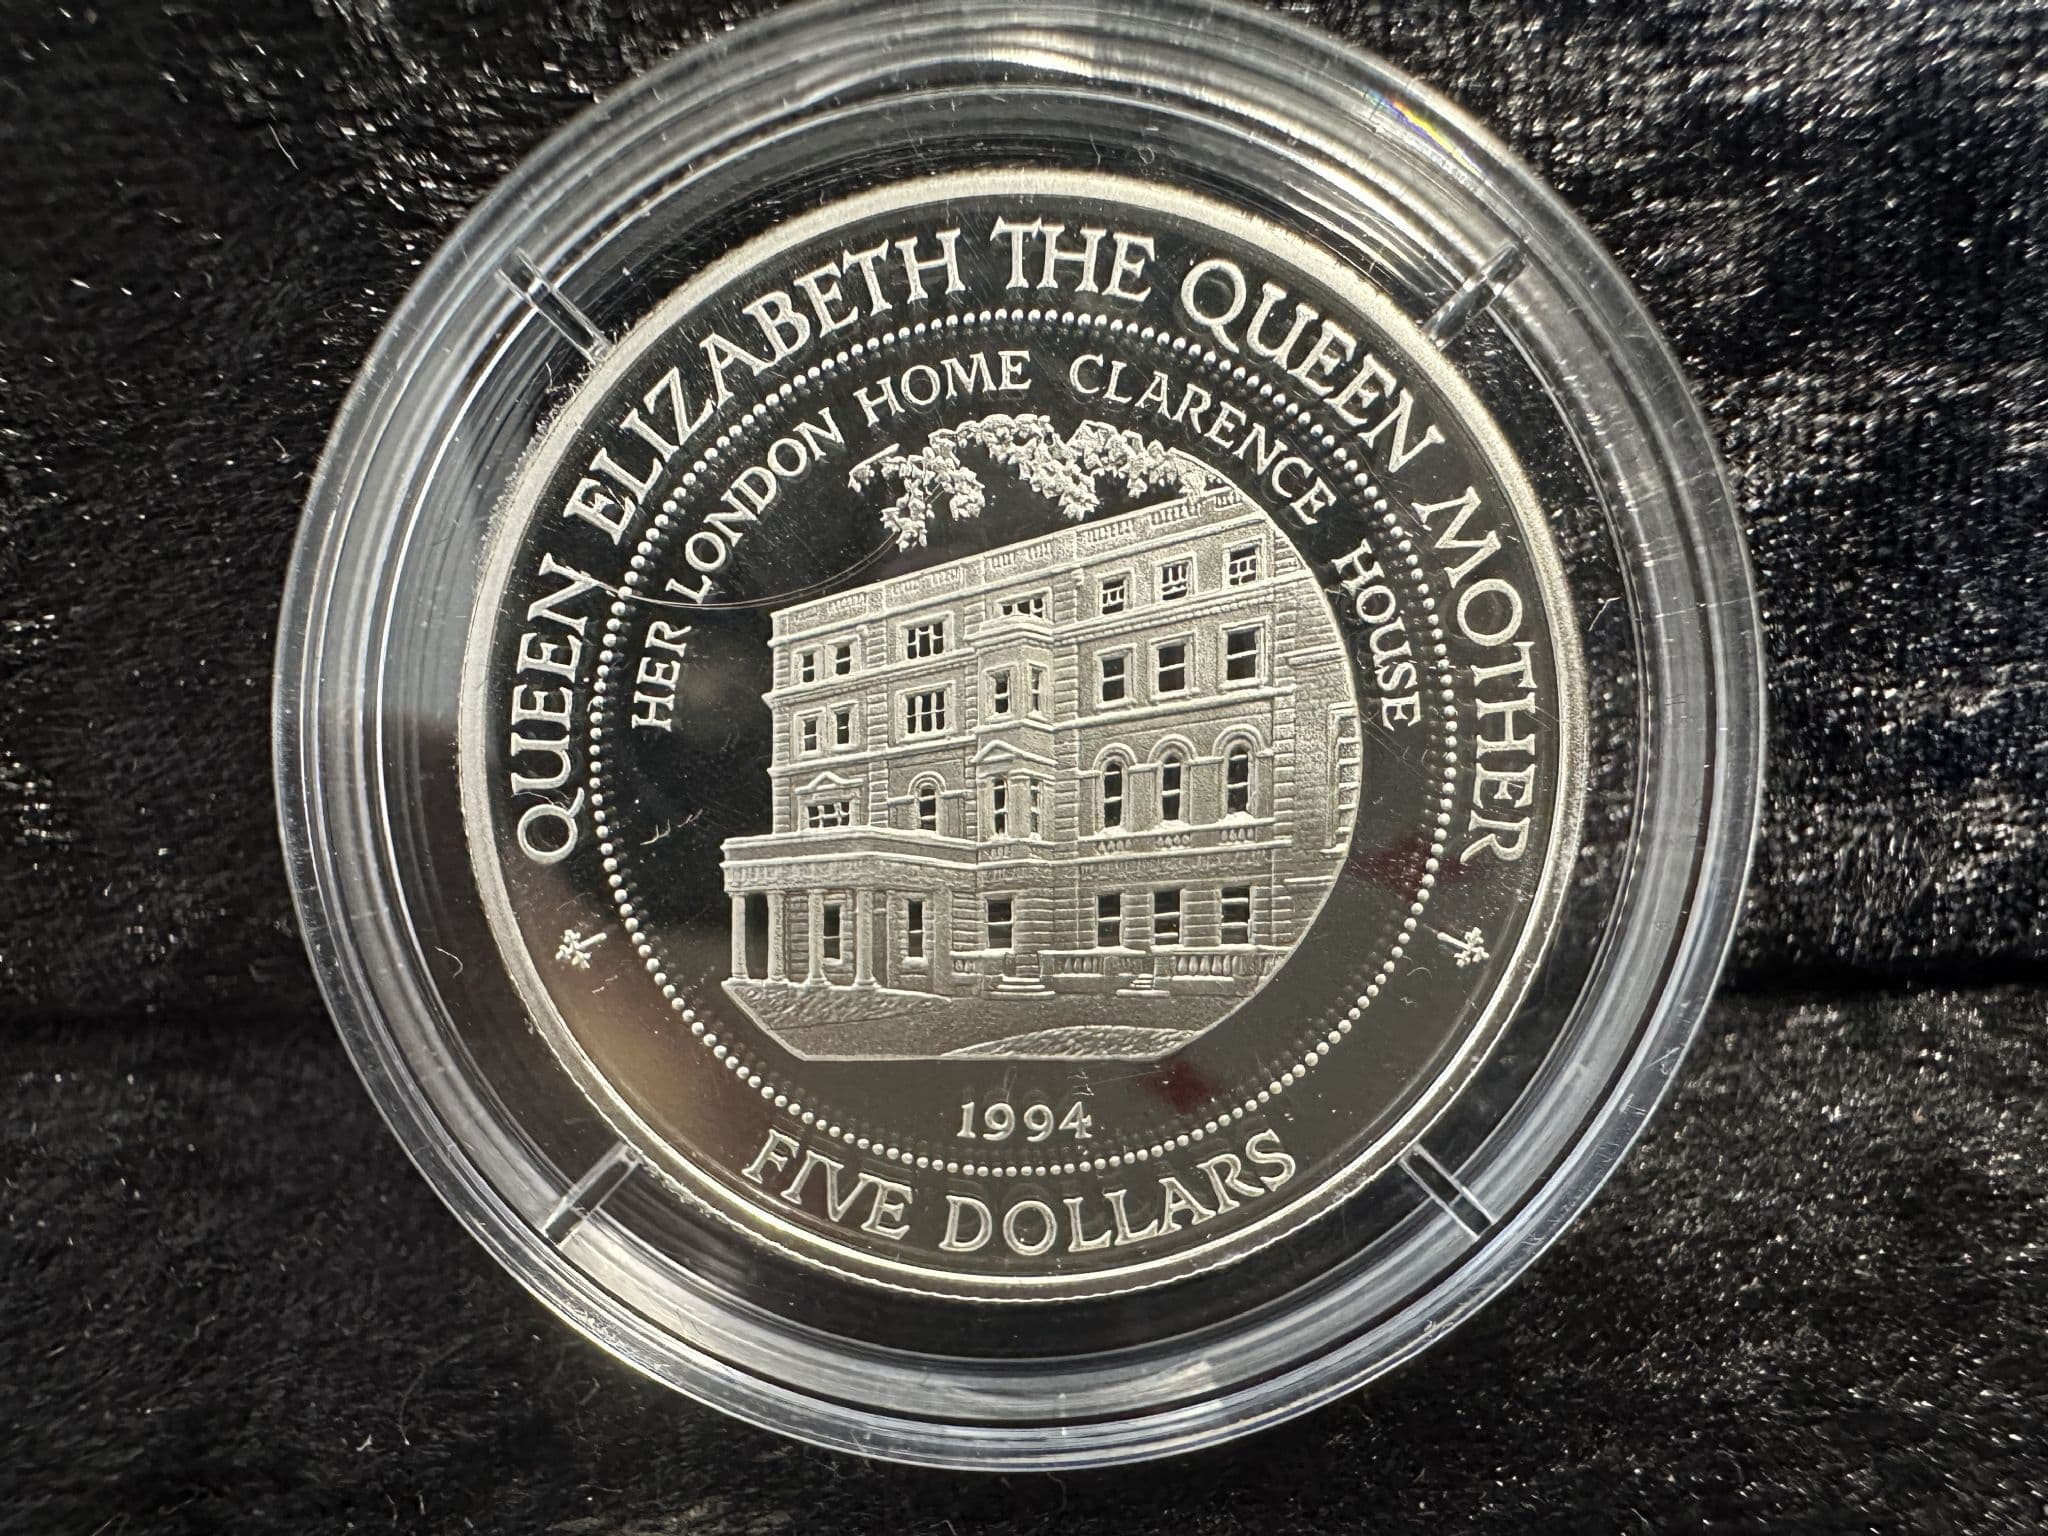 QUEEN ELIZABETH THE QUEEN MOTHER
HER LONDON HOME CLARENCE HOUSE
1994
FIVE DOLLARS